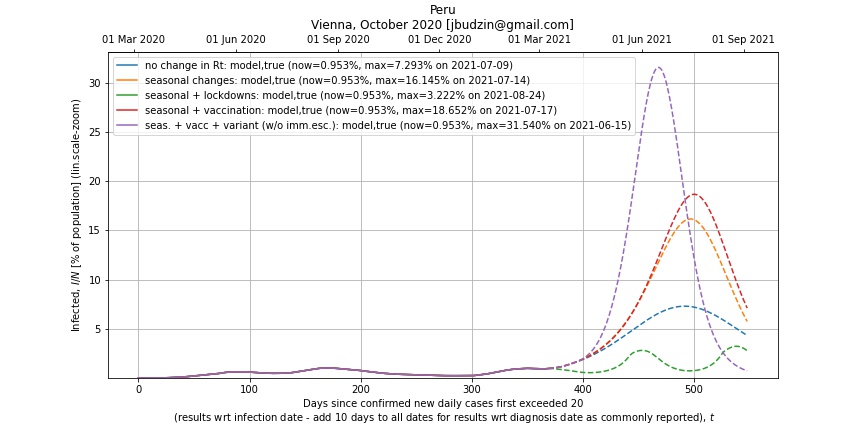 Peru
Vienna, October 2020 [jbudzin@gmail.com]
01 Mar 2020 01 Jun 2020 01 Sep 2020 01 Dec 2020 01 Mar 2021 01 Jun 2021 01 Sep 2021
no change in Rt: model,true (now=0.953%, max=7.293% on 2021-07-09)
seasonal changes: model,true (now=0.953%, max=16.145% on 2021-07-14)
seasonal + lockdowns: model,true (now=0.953%, max=3.222% on 2021-08-24)
seasonal + vaccination: model,true (now=0.953%, max=18.652% on 2021-07-17)
seas. + vacc + variant (w/o imm.esc.): model,true (now=0.953%, max=31.540% on 2021-06-15)
Infected, I/N [% of population] (lin.scale-zoom)
30
25
20
15
10
5
0 100 200 300 400 500
Days since confirmed new daily cases first exceeded 20
(results wrt infection date - add 10 days to all dates for results wrt diagnosis date as commonly reported), t